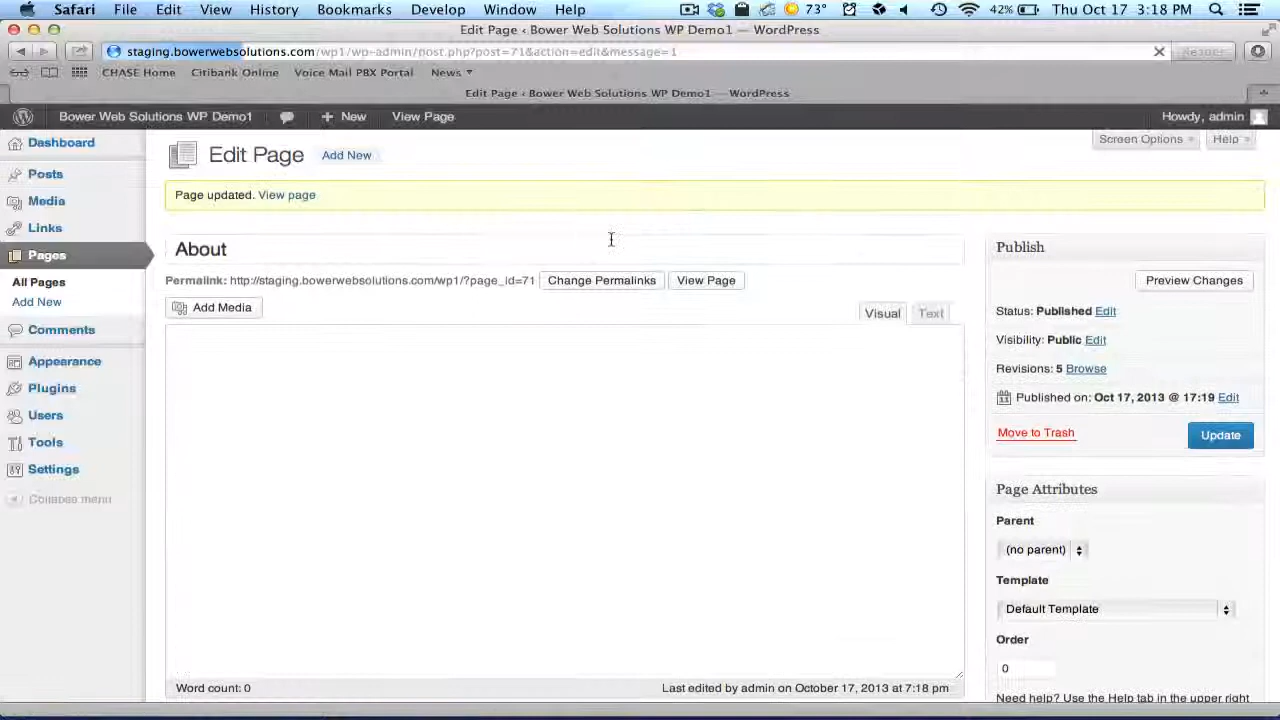 Safari File Edit View History Bookmarks Develop Window Help 73° 42% Thu Oct 17 3:18 PM
Edit Page ‹ Bower Web Solutions WP Demo1 — WordPress
staging.bowerwebsolutions.com/wp1/wp-admin/post.php?post=71&action=edit&message=1 Reader
CHASE Home Citibank Online Voice Mail PBX Portal News
Edit Page ‹ Bower Web Solutions WP Demo1 — WordPress
Bower Web Solutions WP Demo1 New View Page Howdy, admin
Screen Options Help
Dashboard
Posts
Media
Links
Pages
All Pages
Add New
Comments
Appearance
Plugins
Users
Tools
Settings
Collapse menu
Edit Page Add New
Page updated. View page
About
Permalink: http://staging.bowerwebsolutions.com/wp1/?page_id=71 Change Permalinks View Page
Add Media
Visual Text
Word count: 0
Last edited by admin on October 17, 2013 at 7:18 pm
Publish
Preview Changes
Status: Published Edit
Visibility: Public Edit
Revisions: 5 Browse
Published on: Oct 17, 2013 @ 17:19 Edit
Move to Trash Update
Page Attributes
Parent
(no parent)
Template
Default Template
Order
0
Need help? Use the Help tab in the upper right